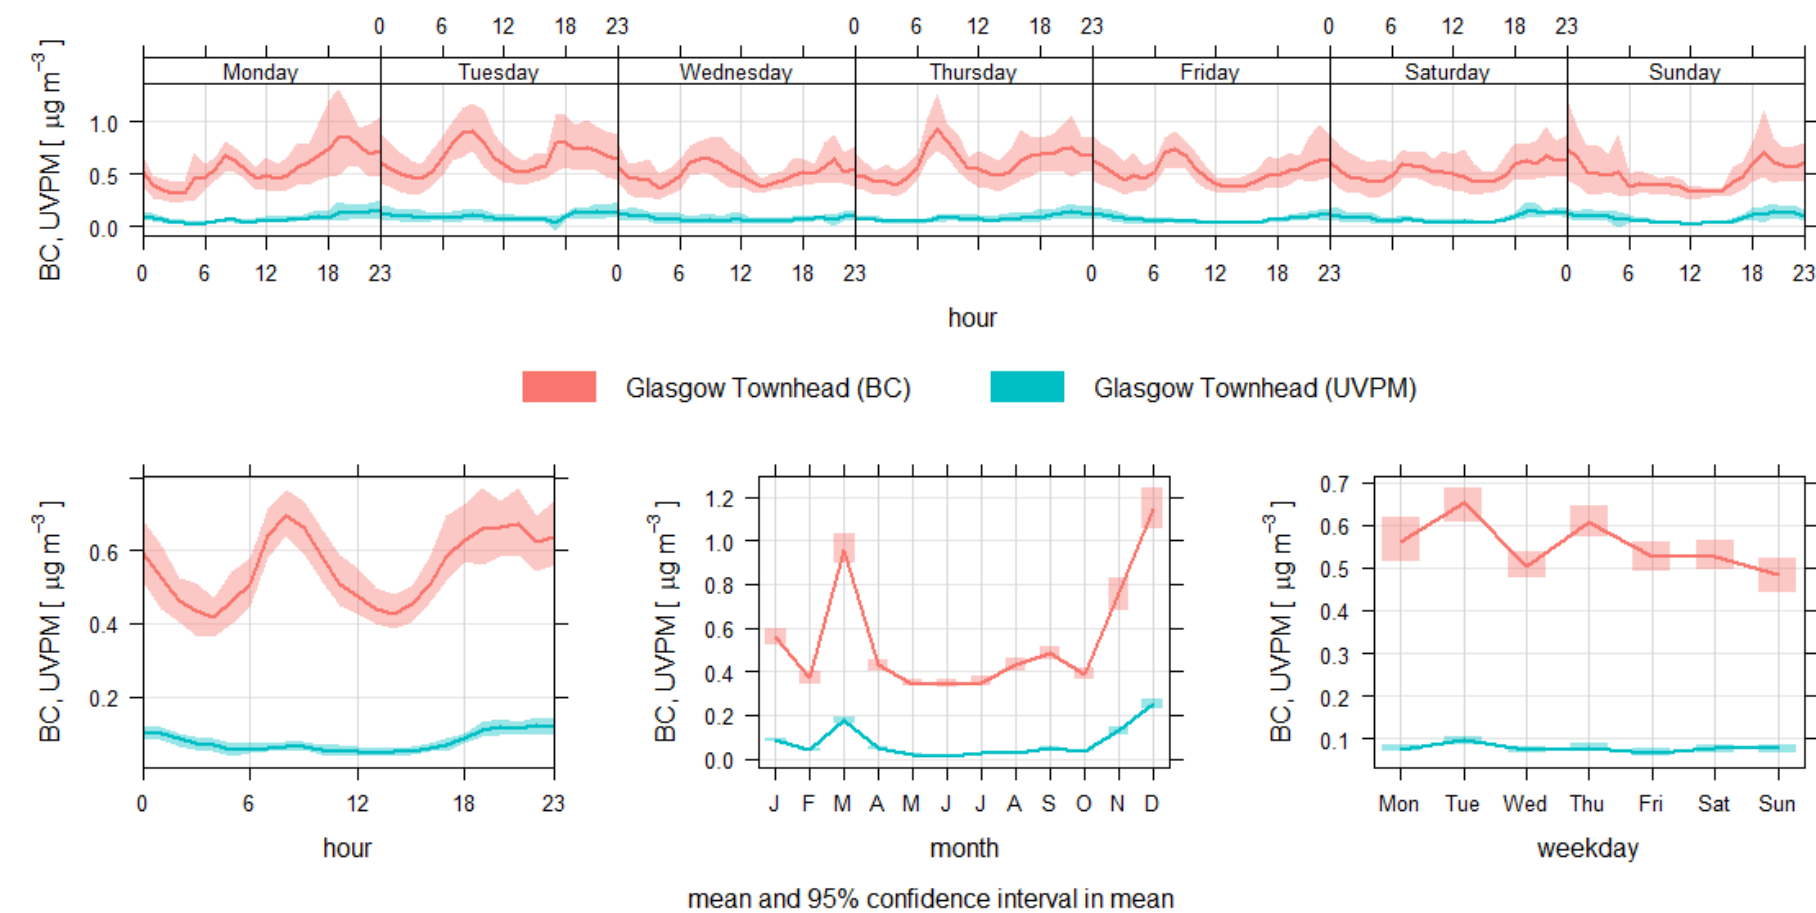 0 6 12 18 23 0 6 12 18 23 0 6 12 18 23
Monday Tuesday Wednesday Thursday Friday Saturday Sunday
BC, UVPM [ µg m⁻³ ]
1.0
0.5
0.0
0 6 12 18 23 0 6 12 18 23 0 6 12 18 23 0 6 12 18 23
hour
Glasgow Townhead (BC) Glasgow Townhead (UVPM)
BC, UVPM [ µg m⁻³ ]
0.6
0.4
0.2
0 6 12 18 23
hour
BC, UVPM [ µg m⁻³ ]
1.2
1.0
0.8
0.6
0.4
0.2
0.0
J F M A M J J A S O N D
month
BC, UVPM [ µg m⁻³ ]
0.7
0.6
0.5
0.4
0.3
0.2
0.1
Mon Tue Wed Thu Fri Sat Sun
weekday
mean and 95% confidence interval in mean